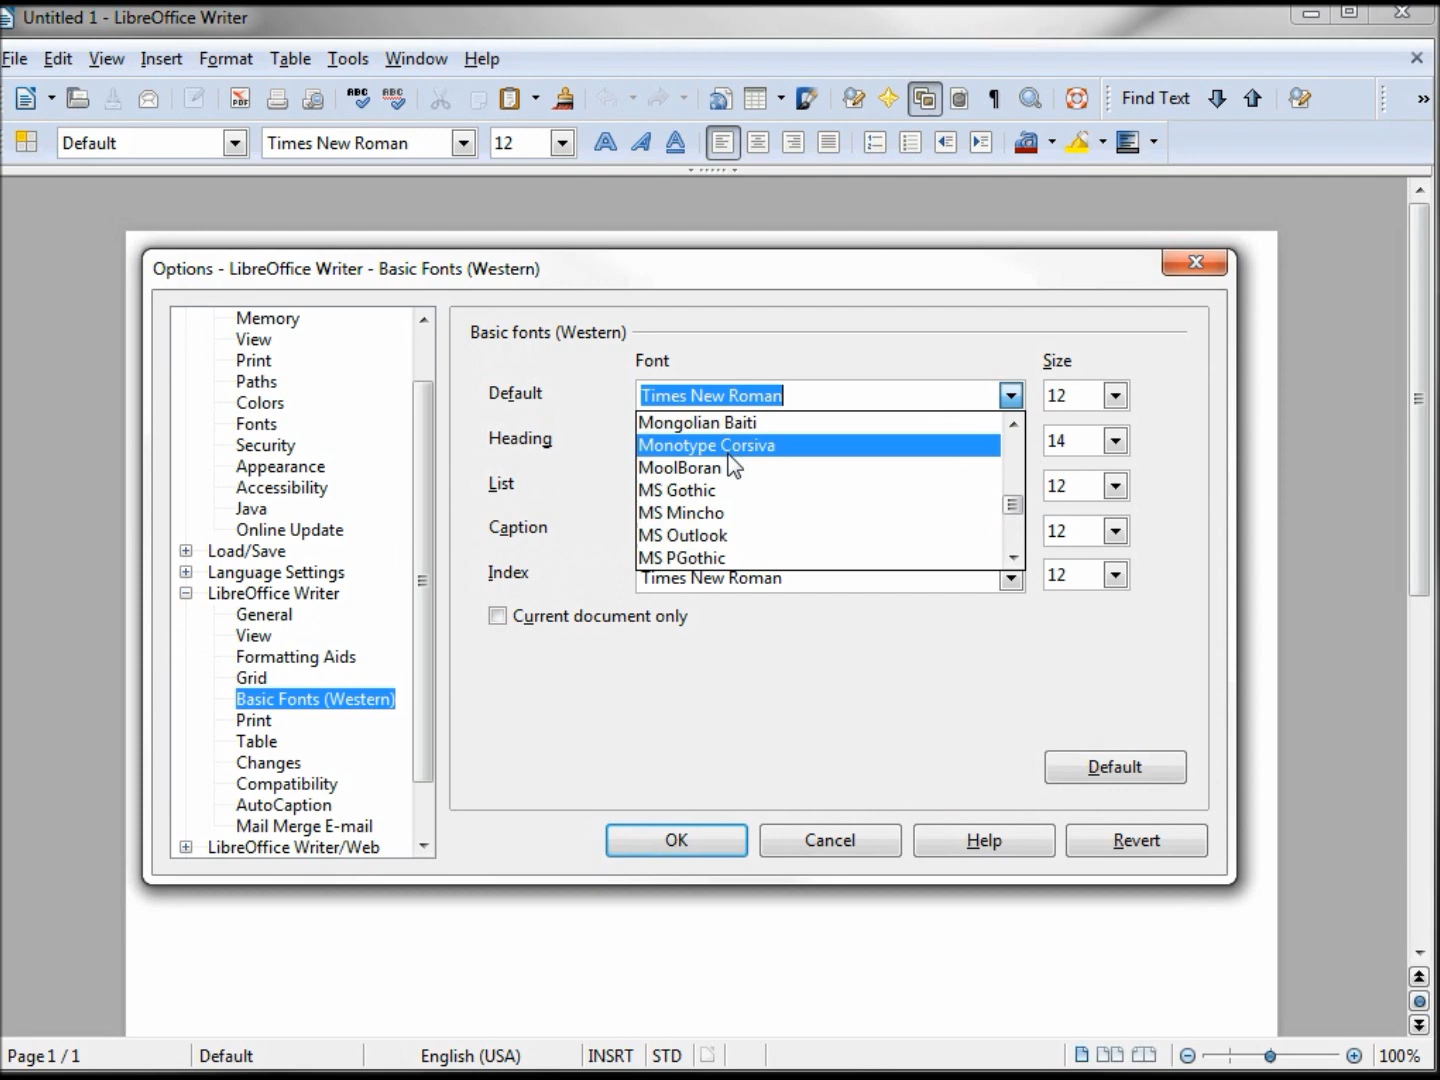 Untitled 1 - LibreOffice Writer
File Edit View Insert Format Table Tools Window Help
PDF ABC ABC Find Text
Default Times New Roman 12
Options - LibreOffice Writer - Basic Fonts (Western)
Memory
View
Print
Paths
Colors
Fonts
Security
Appearance
Accessibility
Java
Online Update
Load/Save
Language Settings
LibreOffice Writer
General
View
Formatting Aids
Grid
Basic Fonts (Western)
Print
Table
Changes
Compatibility
AutoCaption
Mail Merge E-mail
LibreOffice Writer/Web
Basic fonts (Western)
Font Size
Default Times New Roman 12
Mongolian Baiti
Heading Monotype Corsiva 14
MoolBoran
List MS Gothic 12
MS Mincho
Caption MS Outlook 12
MS PGothic
Index Times New Roman 12
Current document only
Default
OK Cancel Help Revert
Page 1 / 1 Default English (USA) INSRT STD 100%